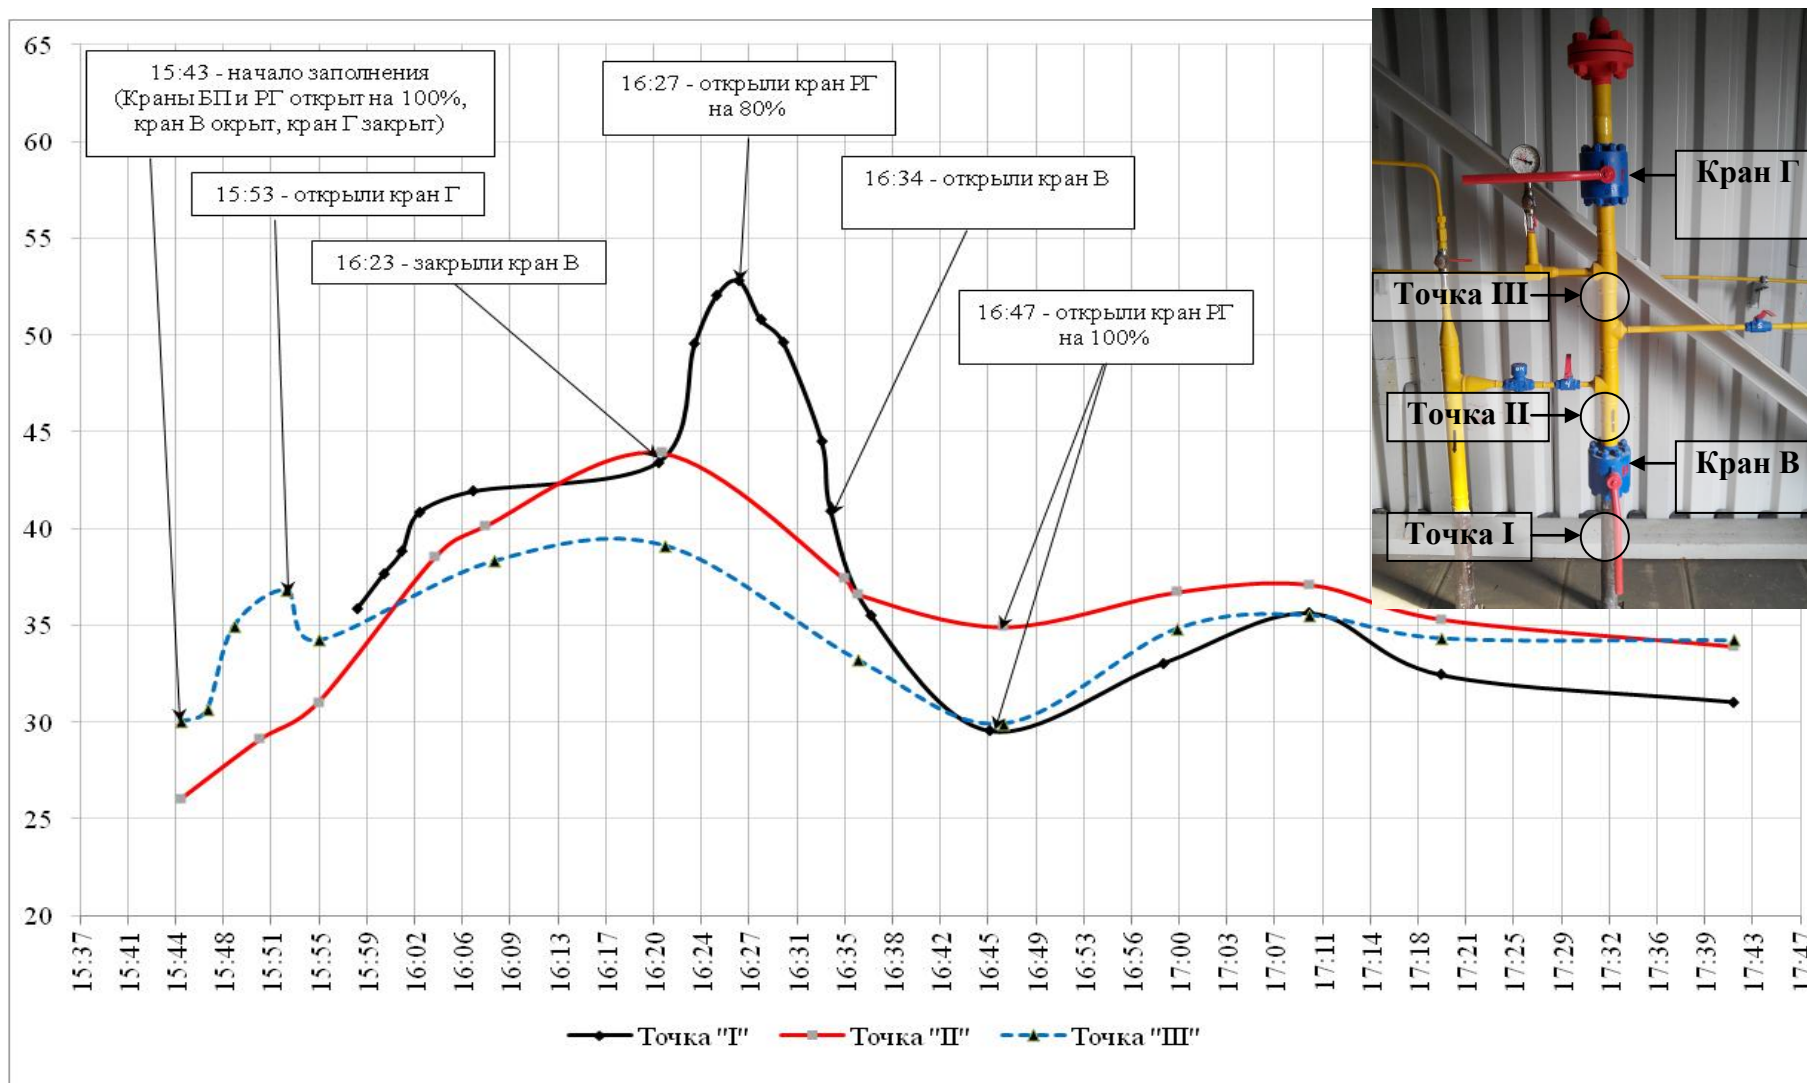 65
60
55
50
45
40
35
30
25
20
15:43 - начало заполнения
(Краны БП и РГ открыт на 100%,
кран В окрыт, кран Г закрыт)
15:53 - открыли кран Г
16:23 - закрыли кран В
16:27 - открыли кран РГ
на 80%
16:34 - открыли кран В
16:47 - открыли кран РГ
на 100%
Кран Г
Точка III
Точка II
Кран В
Точка I
15:37
15:41
15:44
15:48
15:51
15:55
15:59
16:02
16:06
16:09
16:13
16:17
16:20
16:24
16:27
16:31
16:35
16:38
16:42
16:45
16:49
16:53
16:56
17:00
17:03
17:07
17:11
17:14
17:18
17:21
17:25
17:29
17:32
17:36
17:39
17:43
17:47
Точка "I"
Точка "II"
Точка "III"